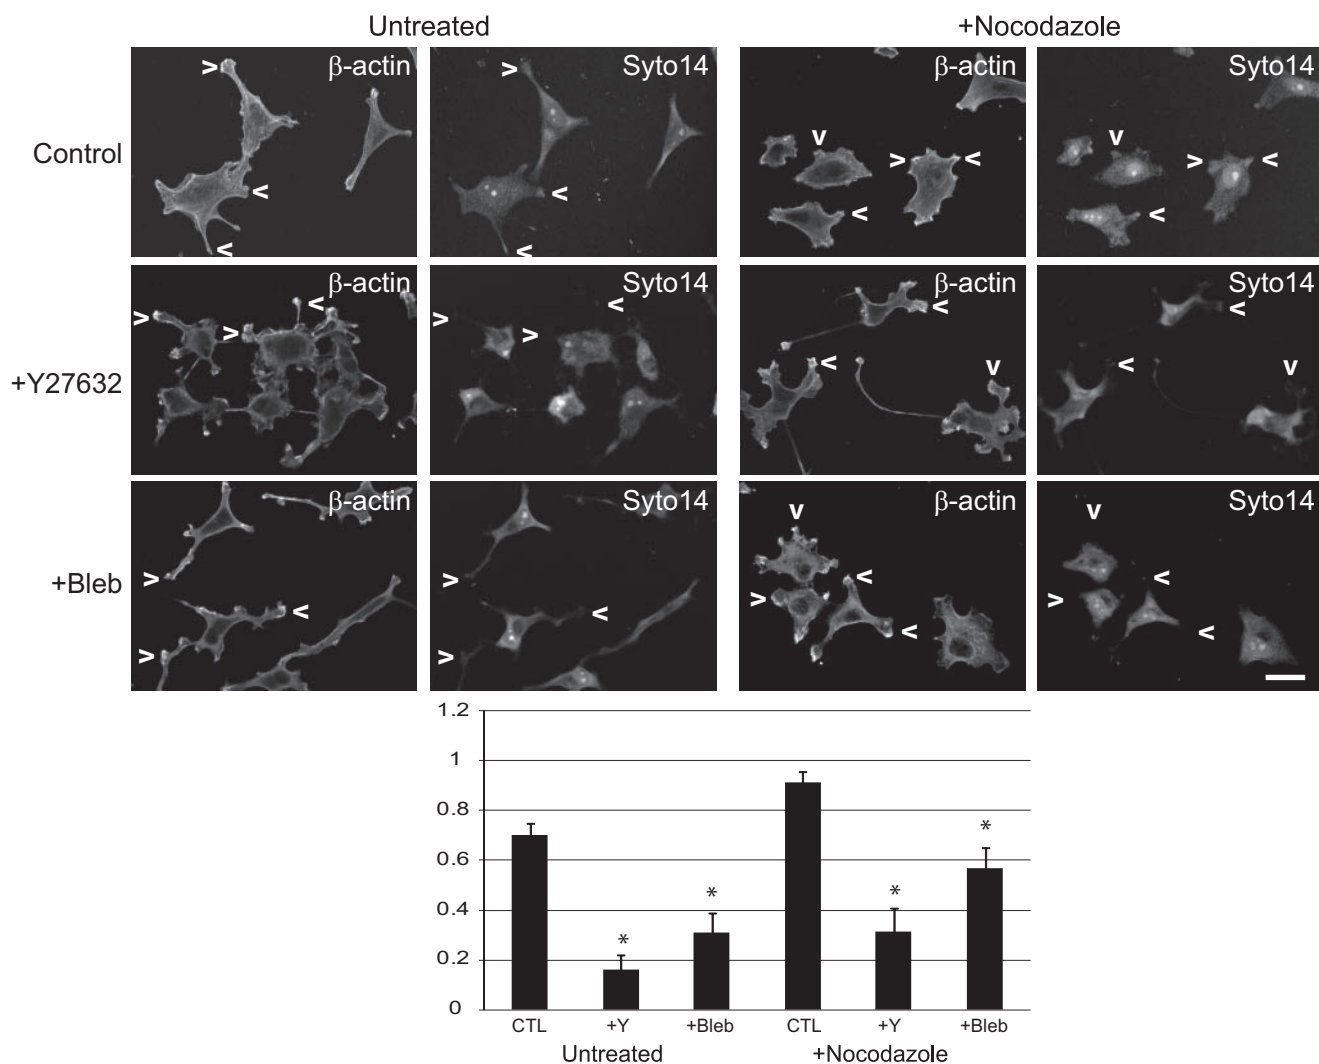 Untreated +Nocodazole
β-actin Syto14 β-actin Syto14
Control
β-actin Syto14 β-actin Syto14
+Y27632
β-actin Syto14 β-actin Syto14
+Bleb
1.2
1
0.8
0.6
0.4
0.2
0
* * * *
CTL +Y +Bleb CTL +Y +Bleb
Untreated +Nocodazole